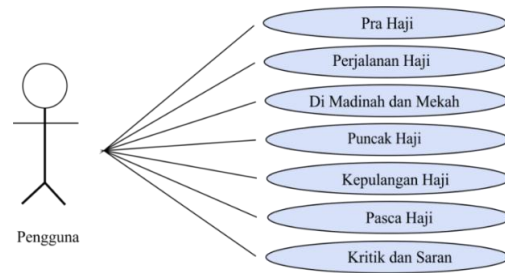 Pra Haji
Perjalanan Haji
Di Madinah dan Mekah
Puncak Haji
Kepulangan Haji
Pasca Haji
Kritik dan Saran
Pengguna